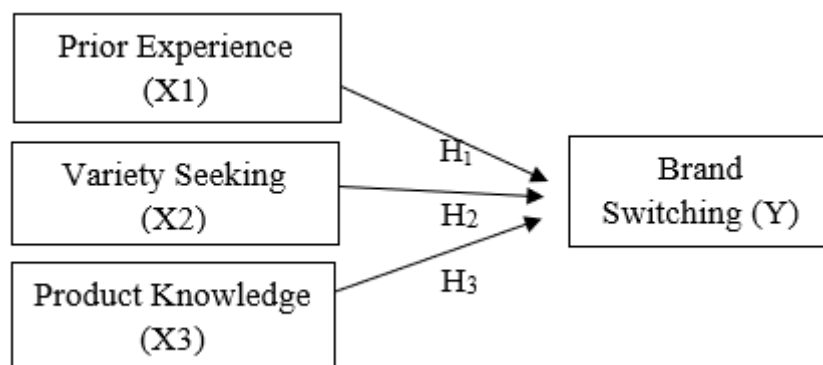 Prior Experience
(X1)
H₁
Variety Seeking
(X2)
H₂
Product Knowledge
(X3)
H₃
Brand
Switching (Y)